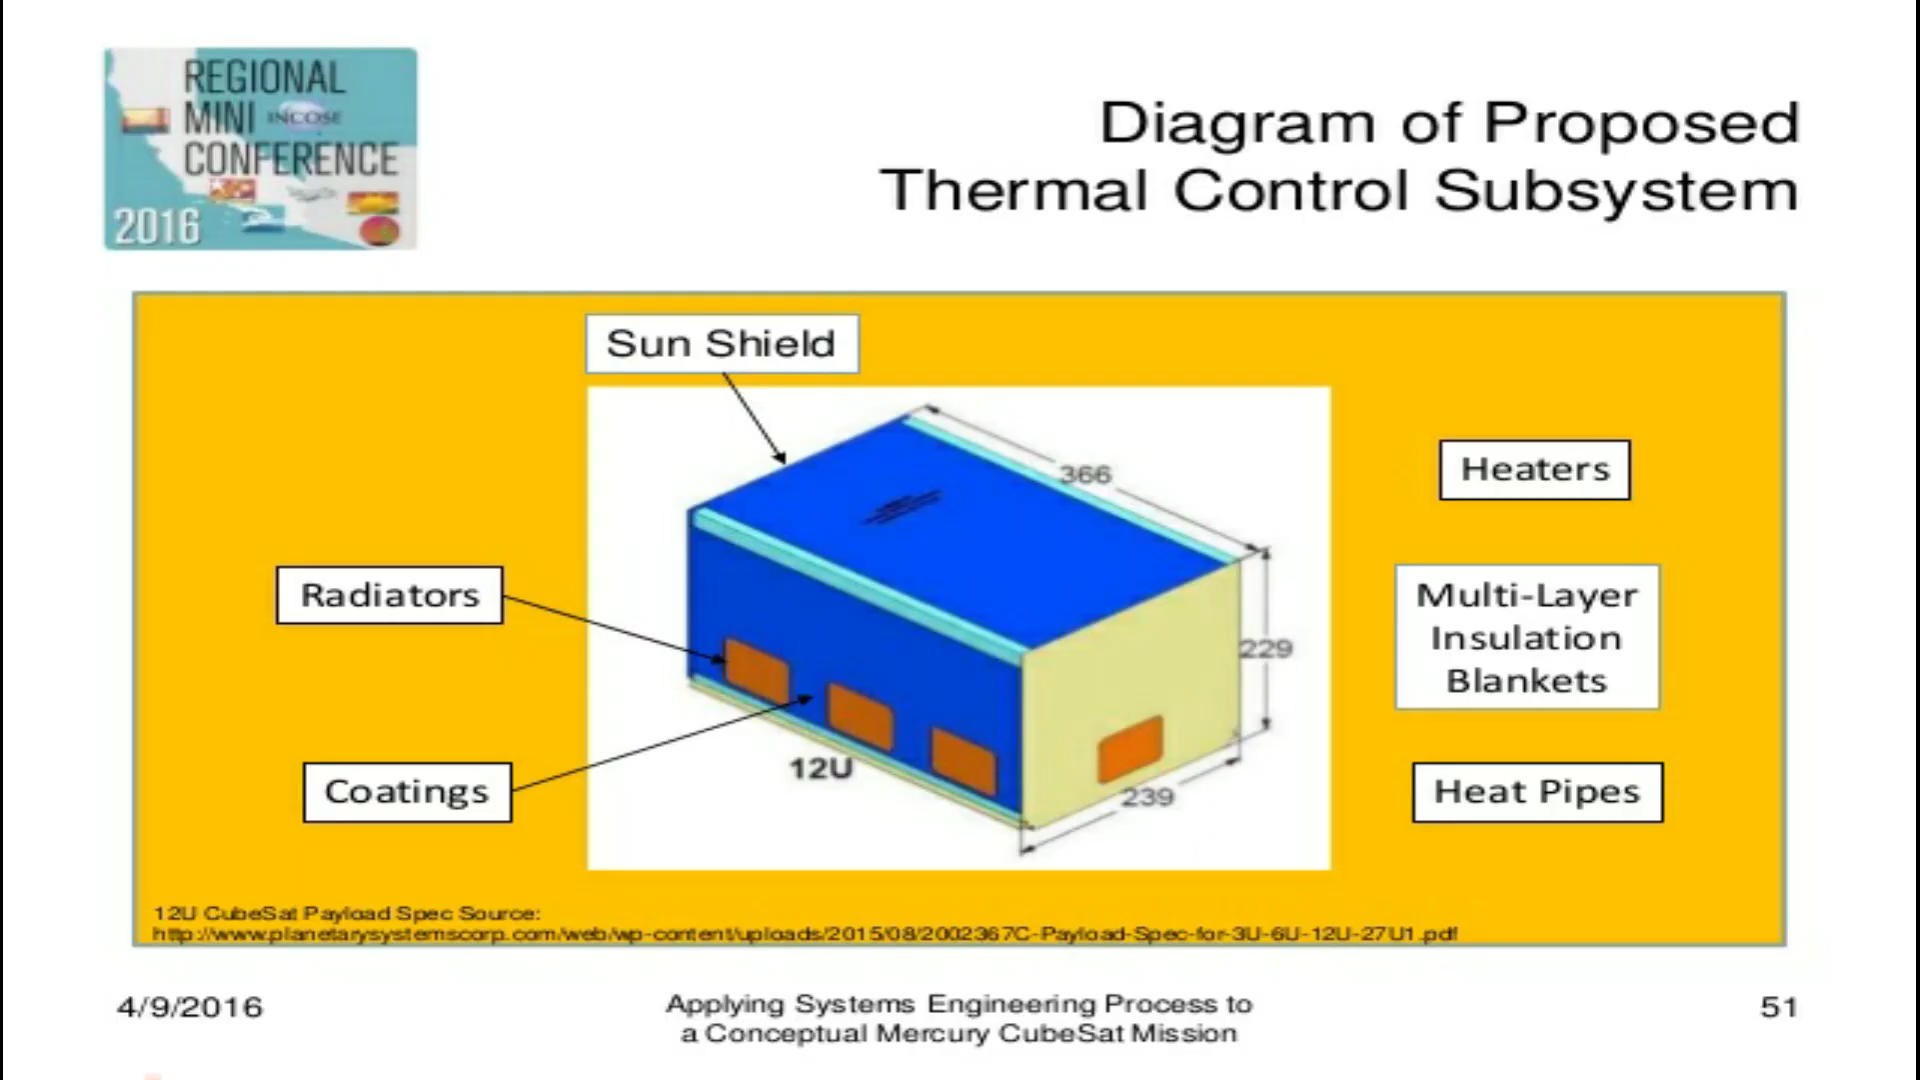 REGIONAL
MINI INCOSE
CONFERENCE
2016
Diagram of Proposed
Thermal Control Subsystem
Sun Shield
366
Heaters
Radiators
Multi-Layer
Insulation
Blankets
229
12U
Coatings
239
Heat Pipes
12U CubeSat Payload Spec Source:
http://www.planetarysystemscorp.com/web/wp-content/uploads/2015/08/2002367C-Payload-Spec-for-3U-6U-12U-27U1.pdf
4/9/2016
Applying Systems Engineering Process to
a Conceptual Mercury CubeSat Mission
51